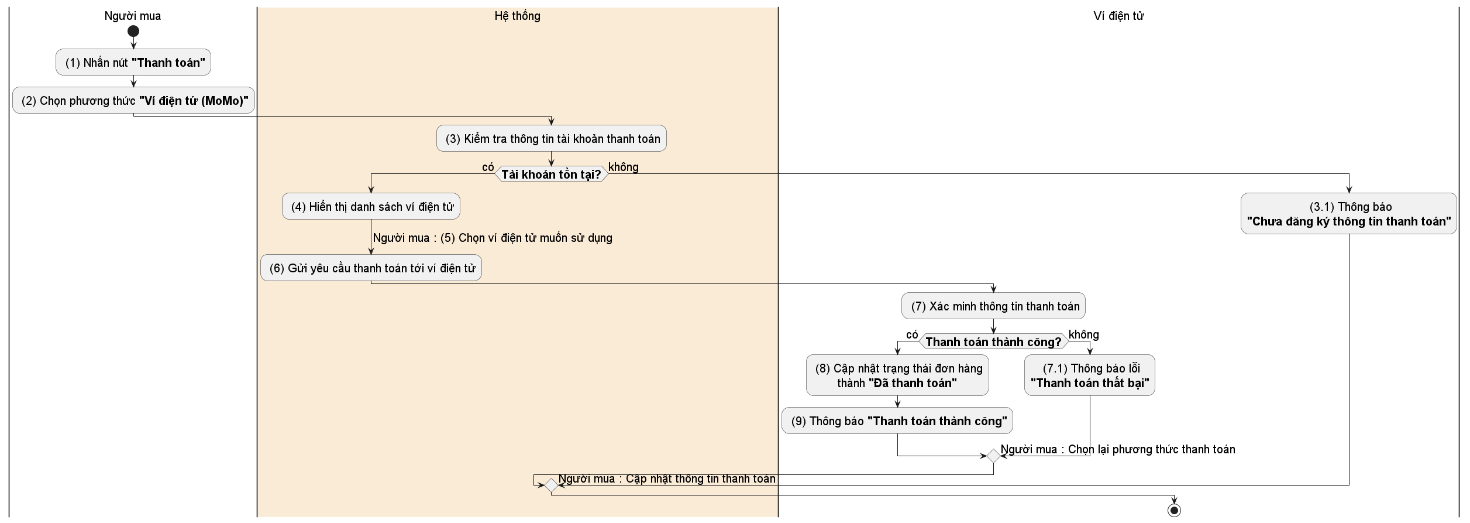 Người mua
Hệ thống
Ví điện tử
(1) Nhấn nút "Thanh toán"
(2) Chọn phương thức "Ví điện tử (MoMo)"
(3) Kiểm tra thông tin tài khoản thanh toán
có
Tài khoản tồn tại?
không
(4) Hiển thị danh sách ví điện tử
(3.1) Thông báo
"Chưa đăng ký thông tin thanh toán"
Người mua : (5) Chọn ví điện tử muốn sử dụng
(6) Gửi yêu cầu thanh toán tới ví điện tử
(7) Xác minh thông tin thanh toán
có
Thanh toán thành công?
không
(8) Cập nhật trạng thái đơn hàng
thành "Đã thanh toán"
(7.1) Thông báo lỗi
"Thanh toán thất bại"
(9) Thông báo "Thanh toán thành công"
Người mua : Chọn lại phương thức thanh toán
Người mua : Cập nhật thông tin thanh toán